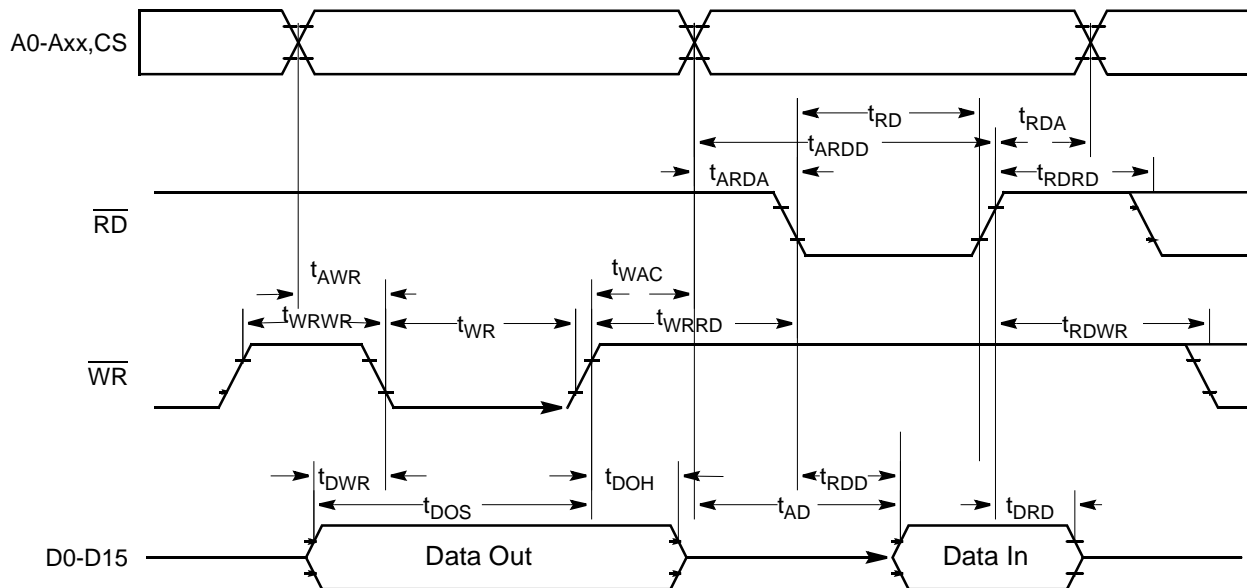 A0-Axx,CS
tRD
tRDA
tARDD
tARDA
tRDRD
RD
tAWR
tWAC
tWRWR
tWR
tWRRD
tRDWR
WR
tDWR
tDOH
tRDD
tDOS
tAD
tDRD
D0-D15
Data Out
Data In